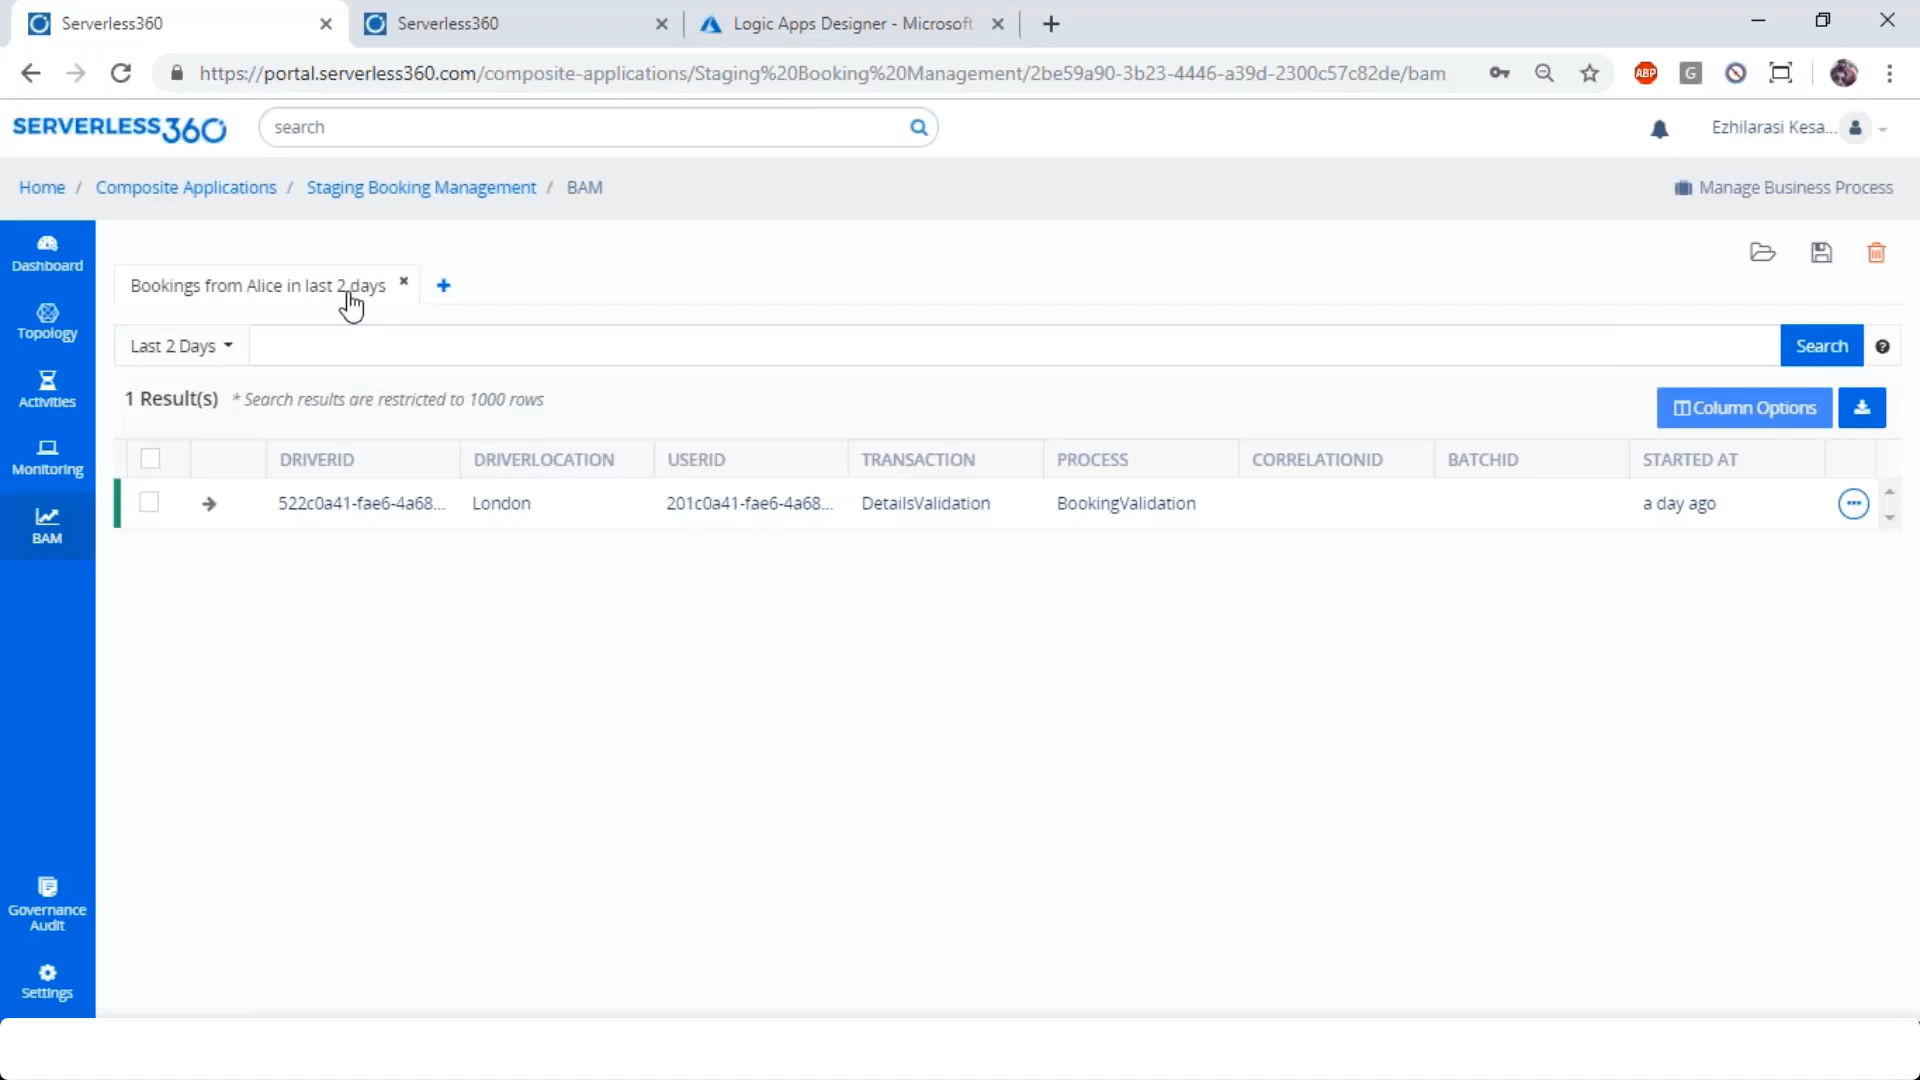 Serverless360
Serverless360
Logic Apps Designer - Microsoft
https://portal.serverless360.com/composite-applications/Staging%20Booking%20Management/2be59a90-3b23-4446-a39d-2300c57c82de/bam
ABP
G
SERVERLESS360
search
Ezhilarasi Kesa...
Home / Composite Applications / Staging Booking Management / BAM
Manage Business Process
Dashboard
Topology
Activities
Monitoring
BAM
Governance
Audit
Settings
Bookings from Alice in last 2 days
Last 2 Days
Search
1 Result(s) * Search results are restricted to 1000 rows
Column Options
DRIVERID DRIVERLOCATION USERID TRANSACTION PROCESS CORRELATIONID BATCHID STARTED AT
522c0a41-fae6-4a68... London 201c0a41-fae6-4a68... DetailsValidation BookingValidation a day ago